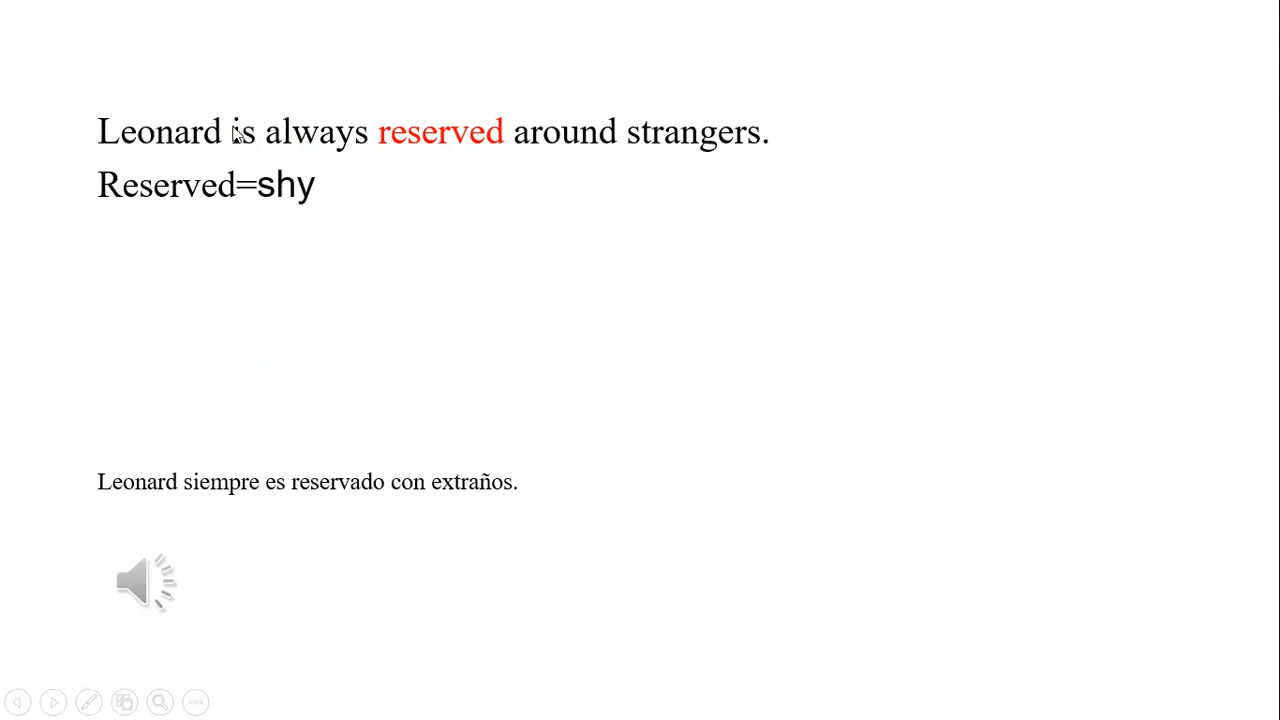 Leonard is always reserved around strangers.
Reserved=shy
Leonard siempre es reservado con extraños.